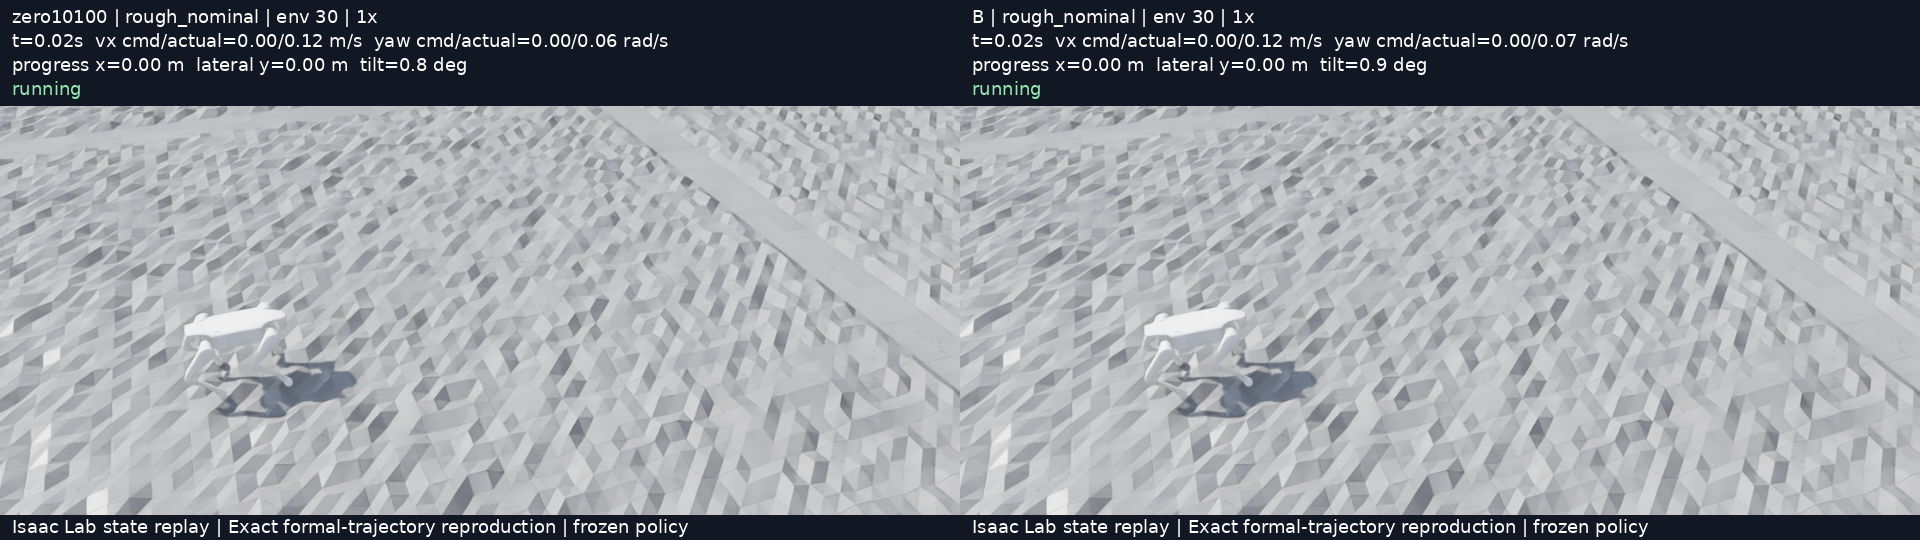 zero10100 | rough_nominal | env 30 | 1x
t=0.02s  vx cmd/actual=0.00/0.12 m/s  yaw cmd/actual=0.00/0.06 rad/s
progress x=0.00 m  lateral y=0.00 m  tilt=0.8 deg
running
Isaac Lab state replay | Exact formal-trajectory reproduction | frozen policy
B | rough_nominal | env 30 | 1x
t=0.02s  vx cmd/actual=0.00/0.12 m/s  yaw cmd/actual=0.00/0.07 rad/s
progress x=0.00 m  lateral y=0.00 m  tilt=0.9 deg
running
Isaac Lab state replay | Exact formal-trajectory reproduction | frozen policy